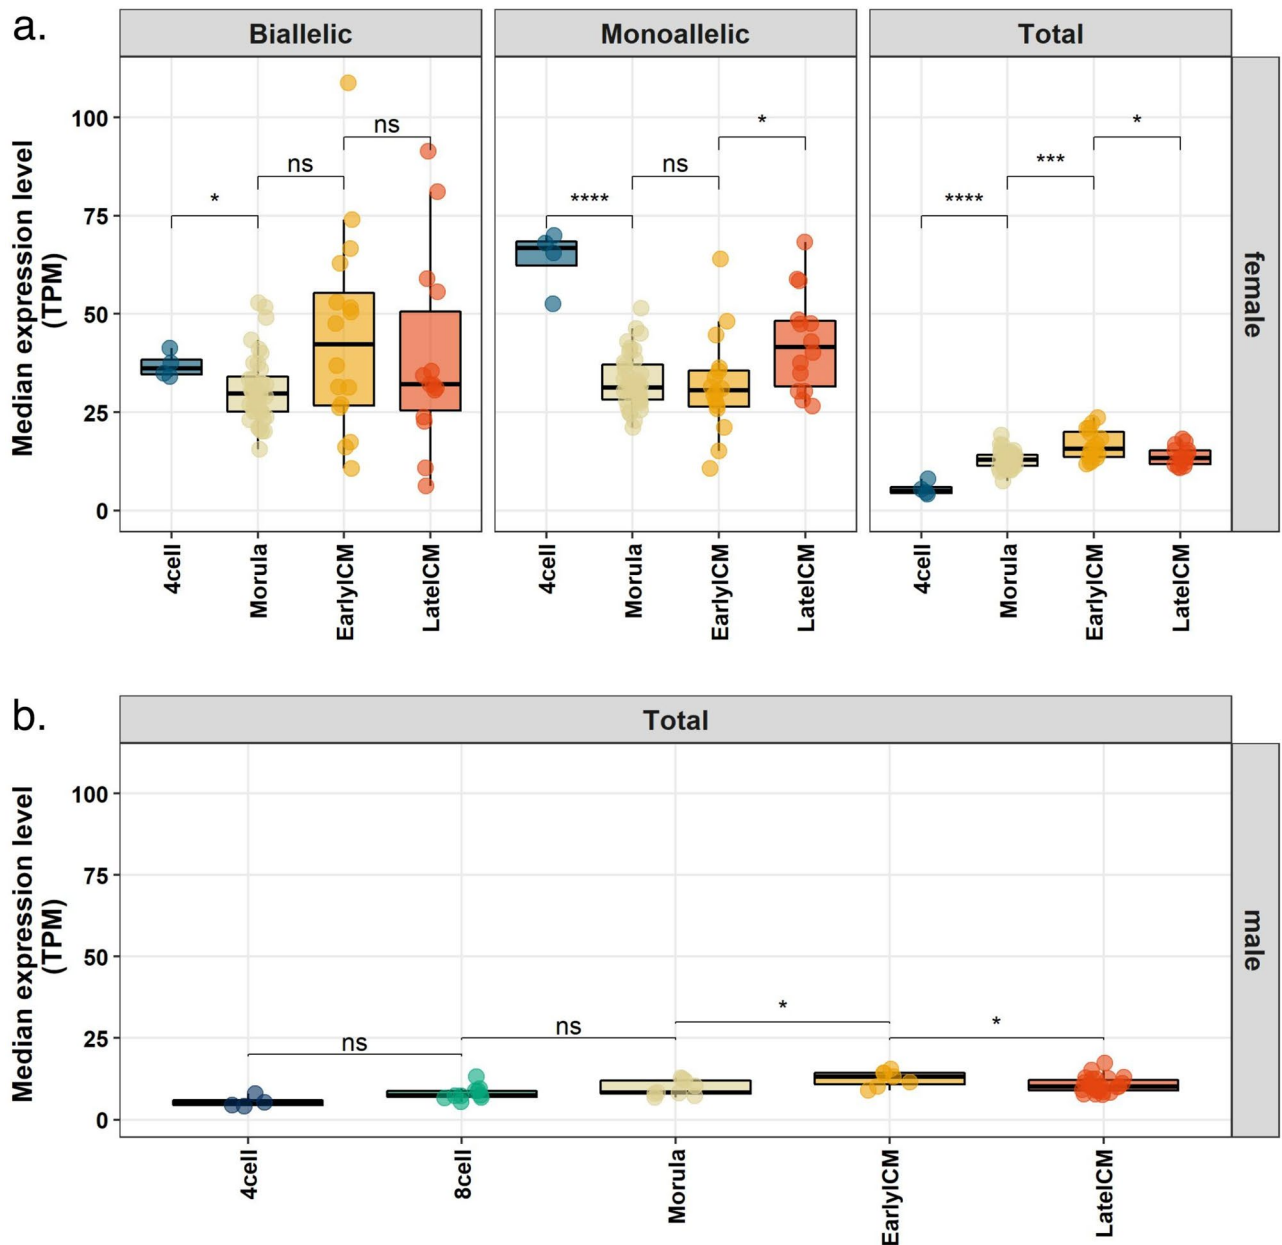 a.
Biallelic
Monoallelic
Total
Median expression level
(TPM)
100
75
50
25
0
*
ns
ns
****
ns
*
****
***
*
female
4cell
Morula
EarlyICM
LateICM
4cell
Morula
EarlyICM
LateICM
4cell
Morula
EarlyICM
LateICM
b.
Total
Median expression level
(TPM)
100
75
50
25
0
ns
ns
*
*
male
4cell
8cell
Morula
EarlyICM
LateICM